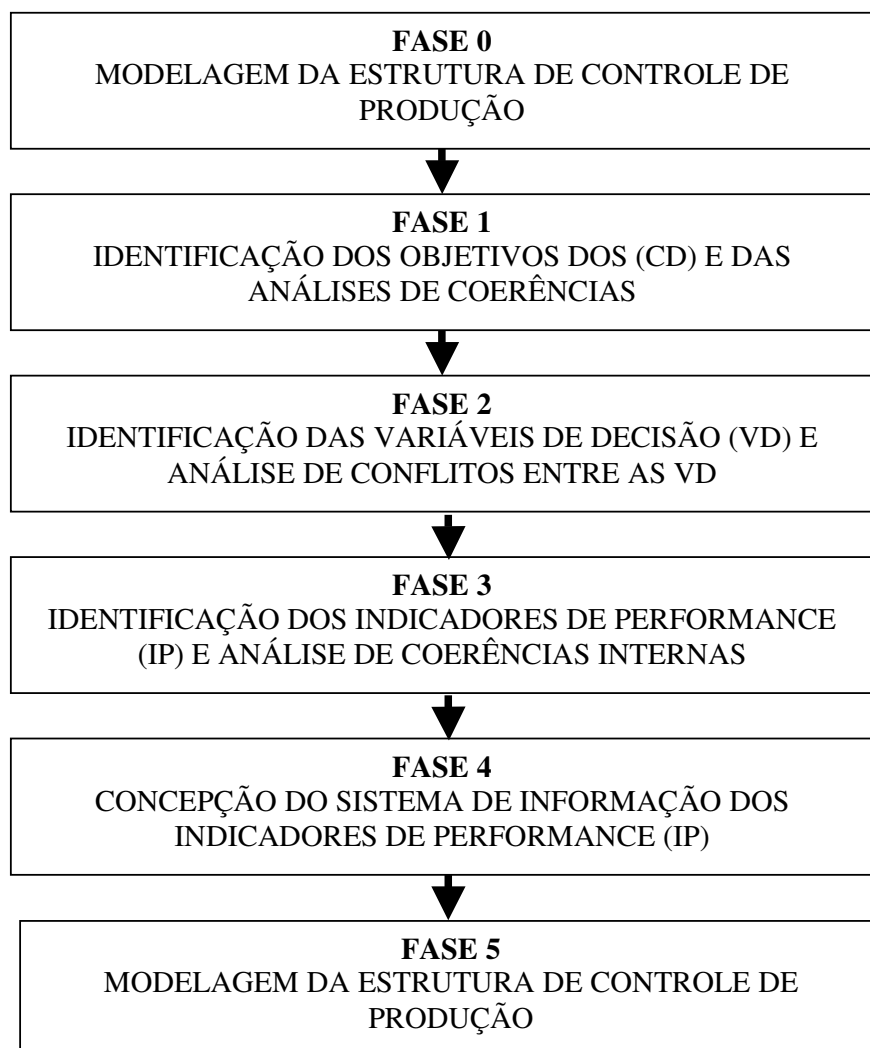 FASE 0
MODELAGEM DA ESTRUTURA DE CONTROLE DE
PRODUÇÃO
FASE 1
IDENTIFICAÇÃO DOS OBJETIVOS DOS (CD) E DAS
ANÁLISES DE COERÊNCIAS
FASE 2
IDENTIFICAÇÃO DAS VARIÁVEIS DE DECISÃO (VD) E
ANÁLISE DE CONFLITOS ENTRE AS VD
FASE 3
IDENTIFICAÇÃO DOS INDICADORES DE PERFORMANCE
(IP) E ANÁLISE DE COERÊNCIAS INTERNAS
FASE 4
CONCEPÇÃO DO SISTEMA DE INFORMAÇÃO DOS
INDICADORES DE PERFORMANCE (IP)
FASE 5
MODELAGEM DA ESTRUTURA DE CONTROLE DE
PRODUÇÃO